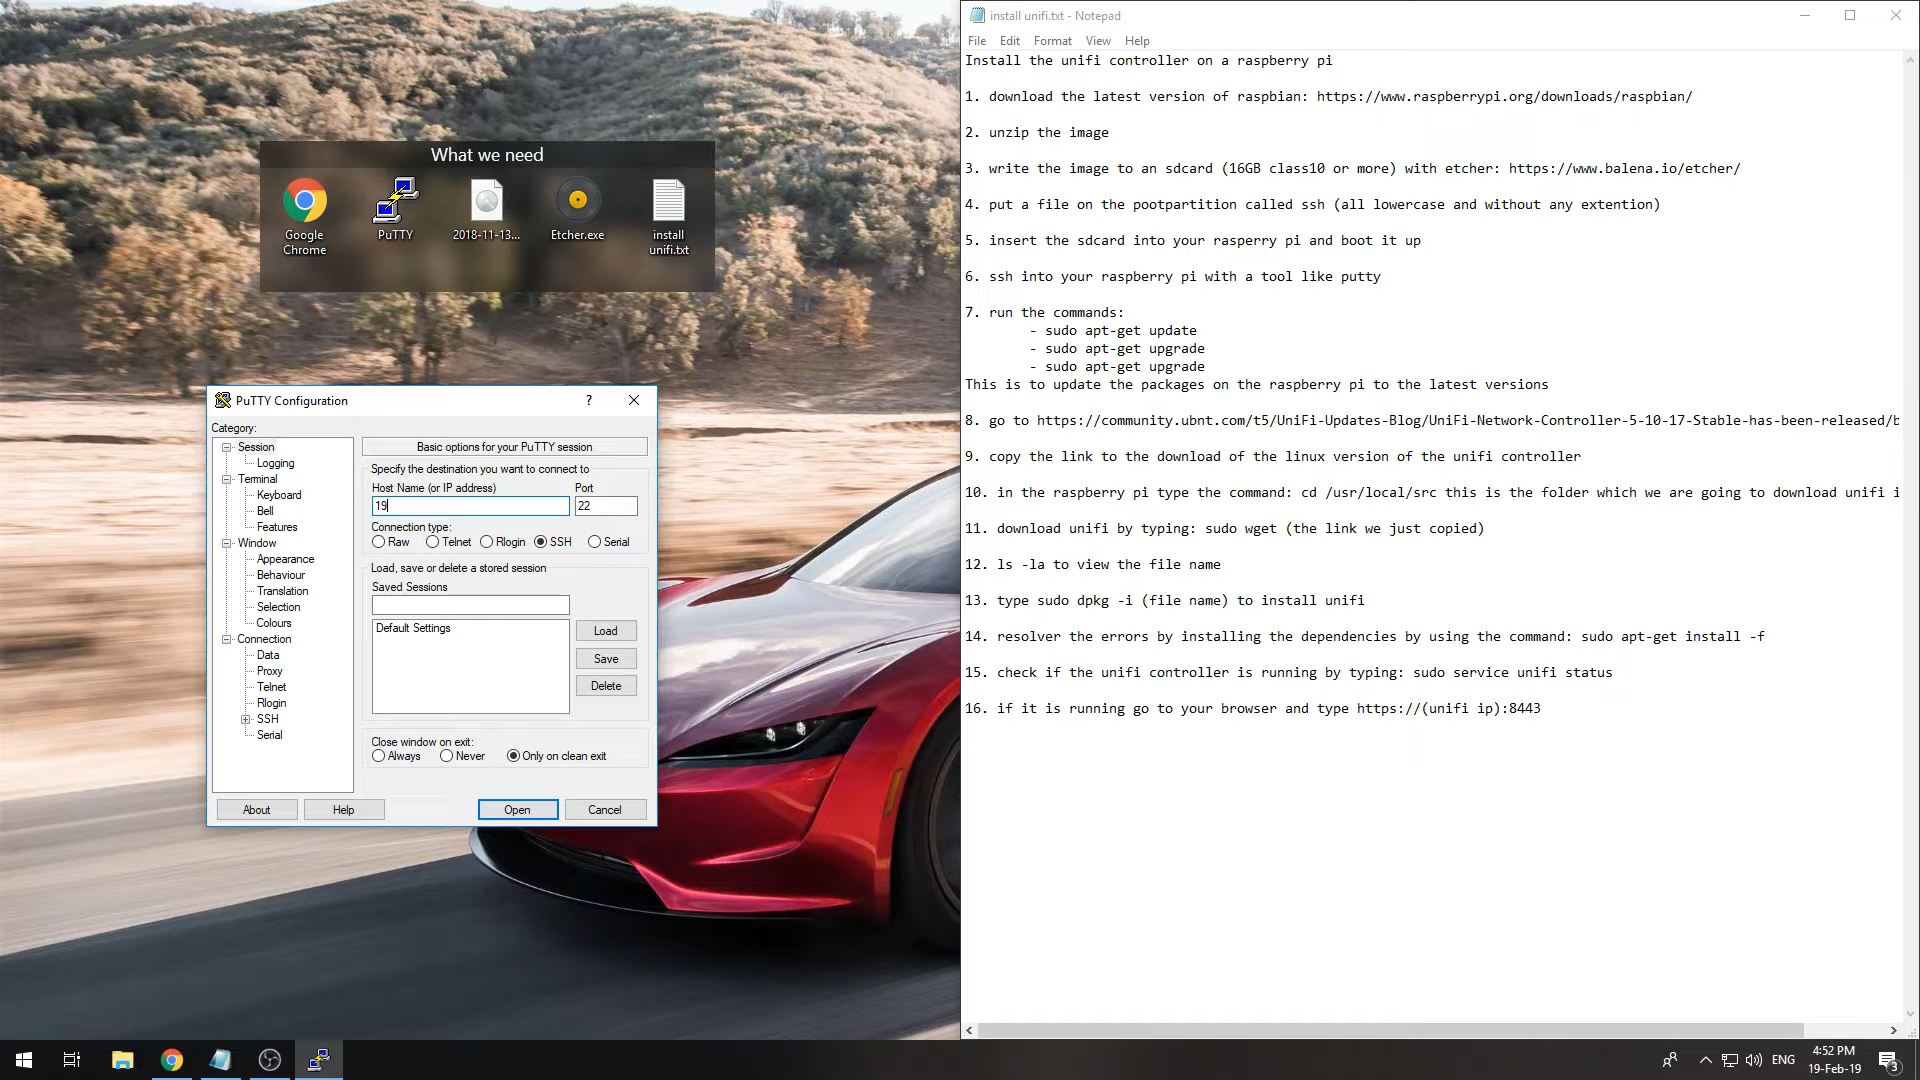 What we need
Google Chrome
PuTTY
2018-11-13...
Etcher.exe
install unifi.txt
PuTTY Configuration
?
Category:
Session
Logging
Terminal
Keyboard
Bell
Features
Window
Appearance
Behaviour
Translation
Selection
Colours
Connection
Data
Proxy
Telnet
Rlogin
SSH
Serial
Basic options for your PuTTY session
Specify the destination you want to connect to
Host Name (or IP address) Port
19 22
Connection type:
Raw Telnet Rlogin SSH Serial
Load, save or delete a stored session
Saved Sessions
Default Settings
Load
Save
Delete
Close window on exit:
Always Never Only on clean exit
About Help Open Cancel
install unifi.txt - Notepad
File Edit Format View Help
Install the unifi controller on a raspberry pi
1. download the latest version of raspbian: https://www.raspberrypi.org/downloads/raspbian/
2. unzip the image
3. write the image to an sdcard (16GB class10 or more) with etcher: https://www.balena.io/etcher/
4. put a file on the pootpartition called ssh (all lowercase and without any extention)
5. insert the sdcard into your rasperry pi and boot it up
6. ssh into your raspberry pi with a tool like putty
7. run the commands:
- sudo apt-get update
- sudo apt-get upgrade
- sudo apt-get upgrade
This is to update the packages on the raspberry pi to the latest versions
8. go to https://community.ubnt.com/t5/UniFi-Updates-Blog/UniFi-Network-Controller-5-10-17-Stable-has-been-released/b
9. copy the link to the download of the linux version of the unifi controller
10. in the raspberry pi type the command: cd /usr/local/src this is the folder which we are going to download unifi i
11. download unifi by typing: sudo wget (the link we just copied)
12. ls -la to view the file name
13. type sudo dpkg -i (file name) to install unifi
14. resolver the errors by installing the dependencies by using the command: sudo apt-get install -f
15. check if the unifi controller is running by typing: sudo service unifi status
16. if it is running go to your browser and type https://(unifi ip):8443
ENG
4:52 PM
19-Feb-19
3